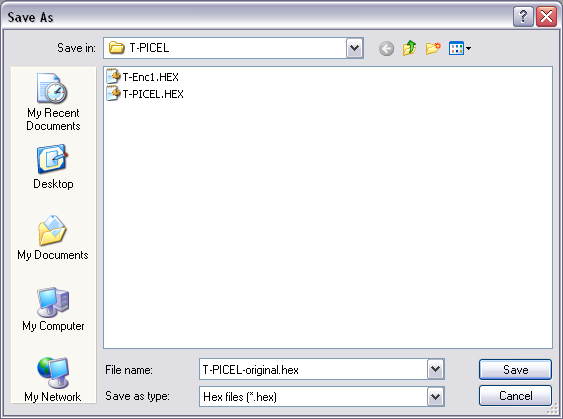 Save As
Save in: T-PICEL
T-Enc1.HEX
T-PICEL.HEX
My Recent
Documents
Desktop
My Documents
My Computer
My Network
File name: T-PICEL-original.hex Save
Save as type: Hex files (*.hex) Cancel